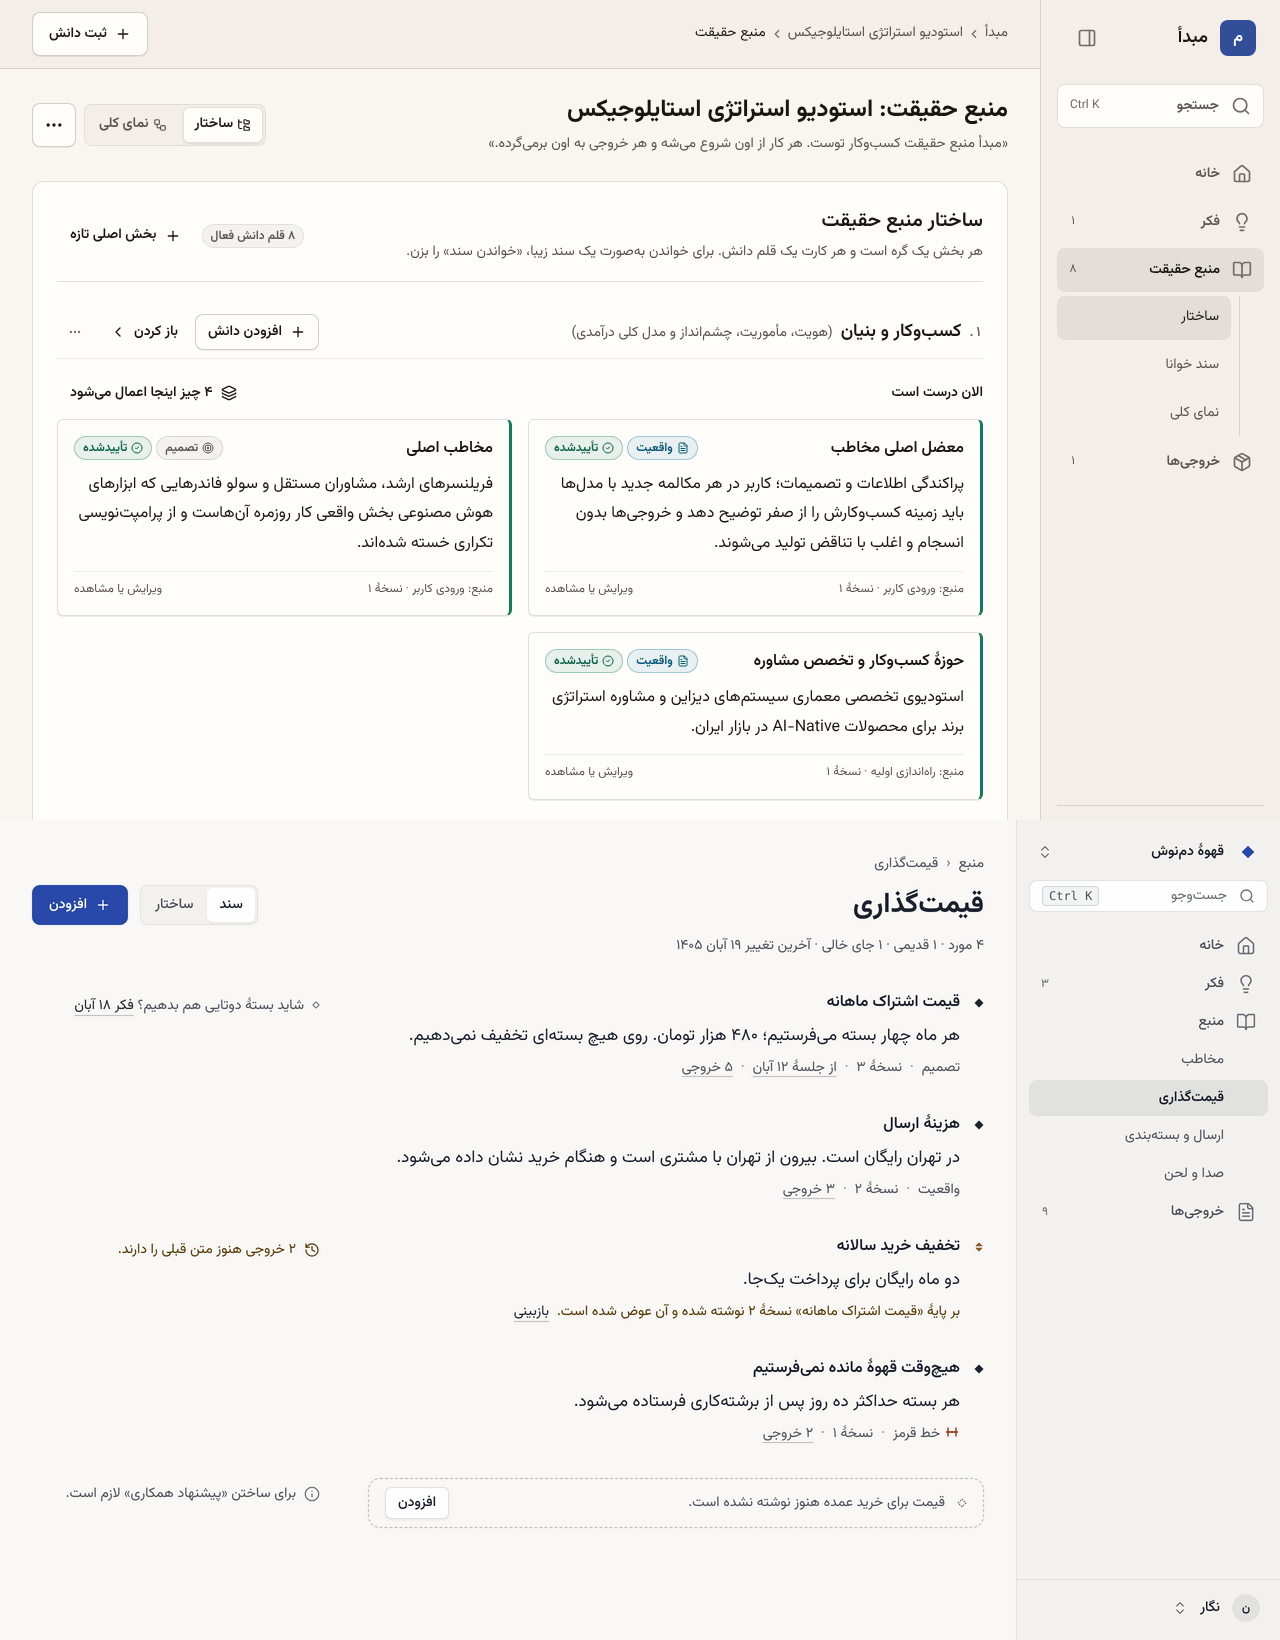 م مبدأ
جستجو Ctrl K
خانه
فکر ۱
منبع حقیقت ۸
ساختار
سند خوانا
نمای کلی
خروجی‌ها ۱
مبدأ › استودیو استراتژی استایلوجیکس › منبع حقیقت
+ ثبت دانش
منبع حقیقت: استودیو استراتژی استایلوجیکس
«مبدأ منبع حقیقت کسب‌وکار توست. هر کار از اون شروع می‌شه و هر خروجی به اون برمی‌گرده.»
ساختار نمای کلی
ساختار منبع حقیقت
هر بخش یک گره است و هر کارت یک قلم دانش. برای خواندن به‌صورت یک سند زیبا، «خواندن سند» را بزن.
۸ قلم دانش فعال
+ بخش اصلی تازه
۱. کسب‌وکار و بنیان (هویت، مأموریت، چشم‌انداز و مدل کلی درآمدی)
+ افزودن دانش باز کردن
الان درست است
۴ چیز اینجا اعمال می‌شود
معضل اصلی مخاطب واقعیت تأییدشده
پراکندگی اطلاعات و تصمیمات؛ کاربر در هر مکالمه جدید با مدل‌ها
باید زمینه کسب‌وکارش را از صفر توضیح دهد و خروجی‌ها بدون
انسجام و اغلب با تناقض تولید می‌شوند.
منبع: ورودی کاربر · نسخهٔ ۱ ویرایش یا مشاهده
مخاطب اصلی تصمیم تأییدشده
فریلنسرهای ارشد، مشاوران مستقل و سولو فاندرهایی که ابزارهای
هوش مصنوعی بخش واقعی کار روزمره آن‌هاست و از پرامپت‌نویسی
تکراری خسته شده‌اند.
منبع: ورودی کاربر · نسخهٔ ۱ ویرایش یا مشاهده
حوزهٔ کسب‌وکار و تخصص مشاوره واقعیت تأییدشده
استودیوی تخصصی معماری سیستم‌های دیزاین و مشاوره استراتژی
برند برای محصولات AI-Native در بازار ایران.
منبع: راه‌اندازی اولیه · نسخهٔ ۱ ویرایش یا مشاهده
قهوهٔ دم‌نوش
جست‌وجو Ctrl K
خانه
فکر ۳
منبع
مخاطب
قیمت‌گذاری
ارسال و بسته‌بندی
صدا و لحن
خروجی‌ها ۹
ن نگار
منبع › قیمت‌گذاری
قیمت‌گذاری
سند ساختار
+ افزودن
۴ مورد · ۱ قدیمی · ۱ جای خالی · آخرین تغییر ۱۹ آبان ۱۴۰۵
قیمت اشتراک ماهانه
هر ماه چهار بسته می‌فرستیم؛ ۴۸۰ هزار تومان. روی هیچ بسته‌ای تخفیف نمی‌دهیم.
تصمیم · نسخهٔ ۳ · از جلسهٔ ۱۲ آبان · ۵ خروجی
شاید بستهٔ دوتایی هم بدهیم؟ فکر ۱۸ آبان
هزینهٔ ارسال
در تهران رایگان است. بیرون از تهران با مشتری است و هنگام خرید نشان داده می‌شود.
واقعیت · نسخهٔ ۲ · ۳ خروجی
تخفیف خرید سالانه
دو ماه رایگان برای پرداخت یک‌جا.
بر پایهٔ «قیمت اشتراک ماهانه» نسخهٔ ۲ نوشته شده و آن عوض شده است. بازبینی
۲ خروجی هنوز متن قبلی را دارند.
هیچ‌وقت قهوهٔ مانده نمی‌فرستیم
هر بسته حداکثر ده روز پس از برشته‌کاری فرستاده می‌شود.
خط قرمز · نسخهٔ ۱ · ۲ خروجی
قیمت برای خرید عمده هنوز نوشته نشده است. افزودن
برای ساختن «پیشنهاد همکاری» لازم است.